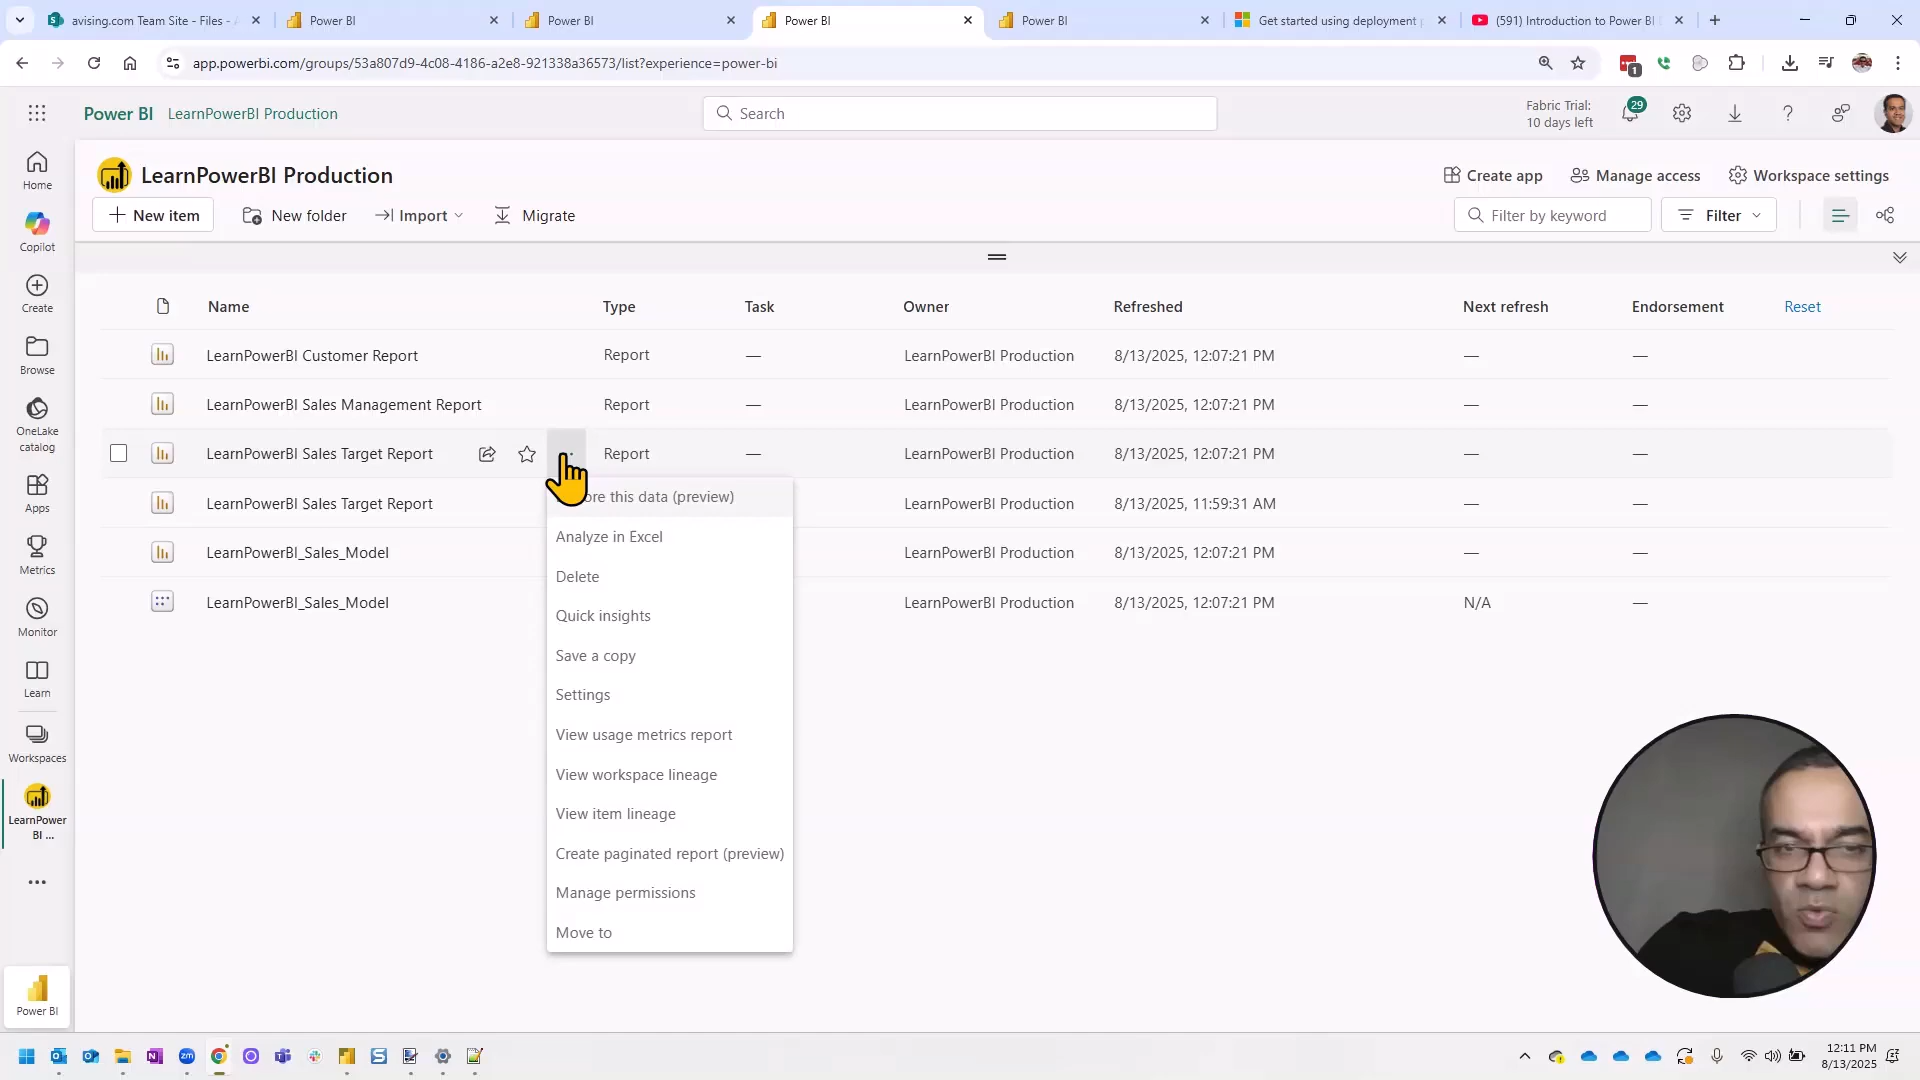 avising.com Team Site - Files -
Power BI
Power BI
Power BI
Power BI
Get started using deployment
(591) Introduction to Power BI
app.powerbi.com/groups/53a807d9-4c08-4186-a2e8-921338a36573/list?experience=power-bi
1
Power BI
LearnPowerBI Production
Search
Fabric Trial:
10 days left
29
Home
Copilot
Create
Browse
OneLake
catalog
Apps
Metrics
Monitor
Learn
Workspaces
LearnPower
BI ...
Power BI
LearnPowerBI Production
Create app
Manage access
Workspace settings
New item
New folder
Import
Migrate
Filter by keyword
Filter
Name Type Task Owner Refreshed Next refresh Endorsement Reset
LearnPowerBI Customer Report Report — LearnPowerBI Production 8/13/2025, 12:07:21 PM — —
LearnPowerBI Sales Management Report Report — LearnPowerBI Production 8/13/2025, 12:07:21 PM — —
LearnPowerBI Sales Target Report Report — LearnPowerBI Production 8/13/2025, 12:07:21 PM — —
LearnPowerBI Sales Target Report LearnPowerBI Production 8/13/2025, 11:59:31 AM — —
LearnPowerBI_Sales_Model LearnPowerBI Production 8/13/2025, 12:07:21 PM — —
LearnPowerBI_Sales_Model LearnPowerBI Production 8/13/2025, 12:07:21 PM N/A —
this data (preview)
Analyze in Excel
Delete
Quick insights
Save a copy
Settings
View usage metrics report
View workspace lineage
View item lineage
Create paginated report (preview)
Manage permissions
Move to
12:11 PM
8/13/2025